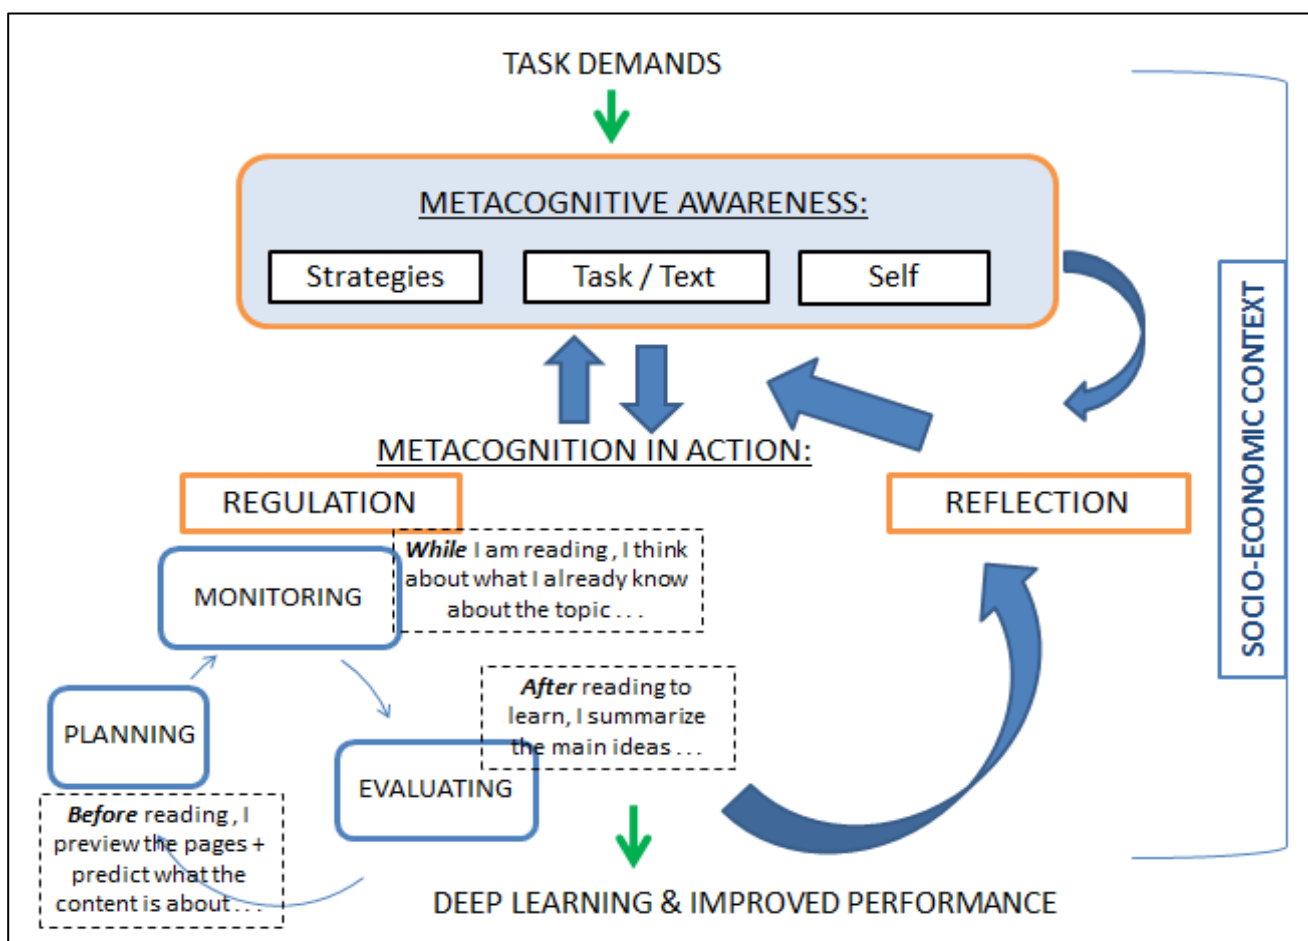 TASK DEMANDS
METACOGNITIVE AWARENESS:
Strategies
Task / Text
Self
METACOGNITION IN ACTION:
REGULATION
REFLECTION
While I am reading , I think
about what I already know
about the topic . . .
MONITORING
After reading to
learn, I summarize
the main ideas . . .
PLANNING
EVALUATING
Before reading , I
preview the pages +
predict what the
content is about . . .
DEEP LEARNING & IMPROVED PERFORMANCE
SOCIO-ECONOMIC CONTEXT